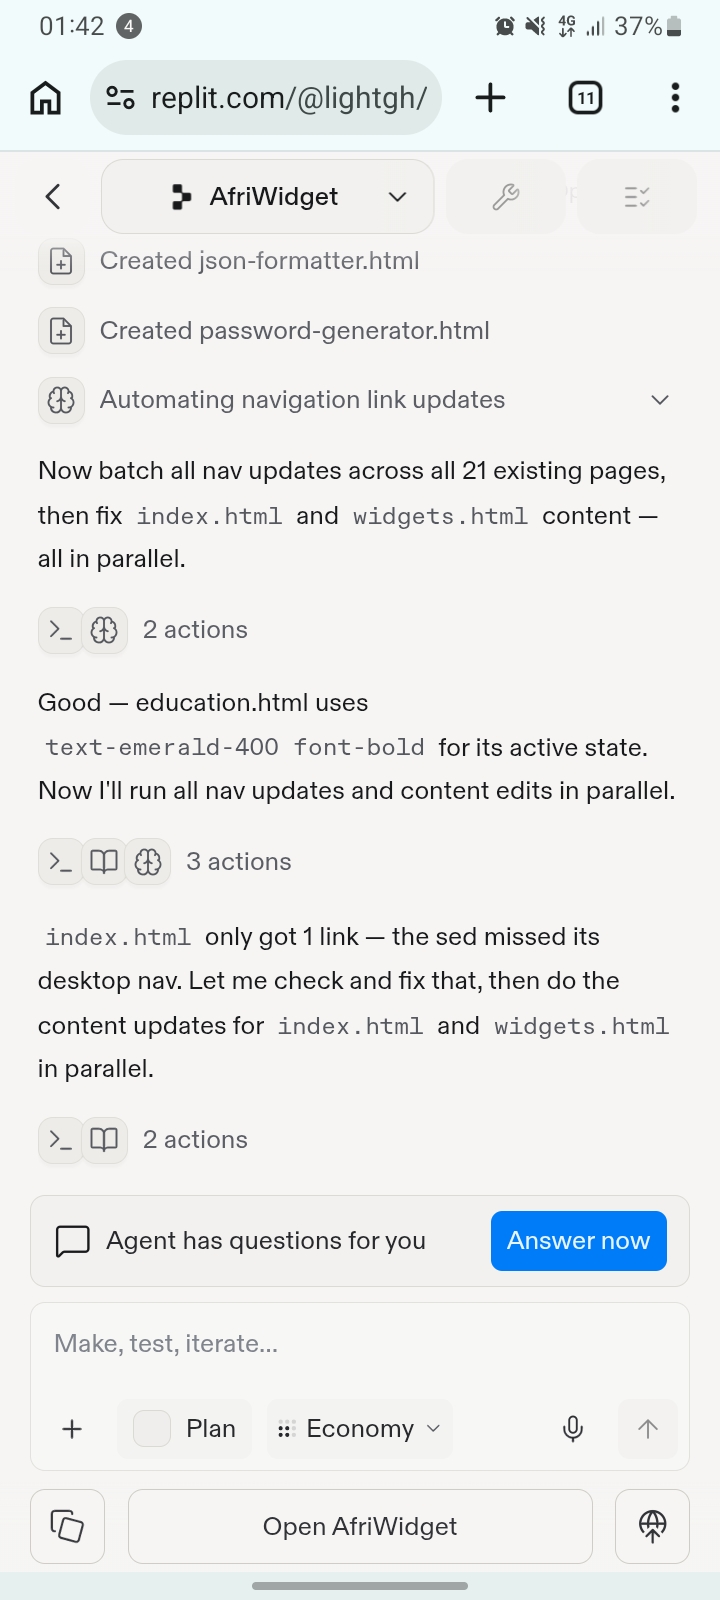 01:42 4 4G 37%
replit.com/@lightgh/ 11
AfriWidget
Created json-formatter.html
Created password-generator.html
Automating navigation link updates
Now batch all nav updates across all 21 existing pages,
then fix index.html and widgets.html content —
all in parallel.
2 actions
Good — education.html uses
text-emerald-400 font-bold for its active state.
Now I'll run all nav updates and content edits in parallel.
3 actions
index.html only got 1 link — the sed missed its
desktop nav. Let me check and fix that, then do the
content updates for index.html and widgets.html
in parallel.
2 actions
Agent has questions for you Answer now
Make, test, iterate...
Plan Economy
Open AfriWidget